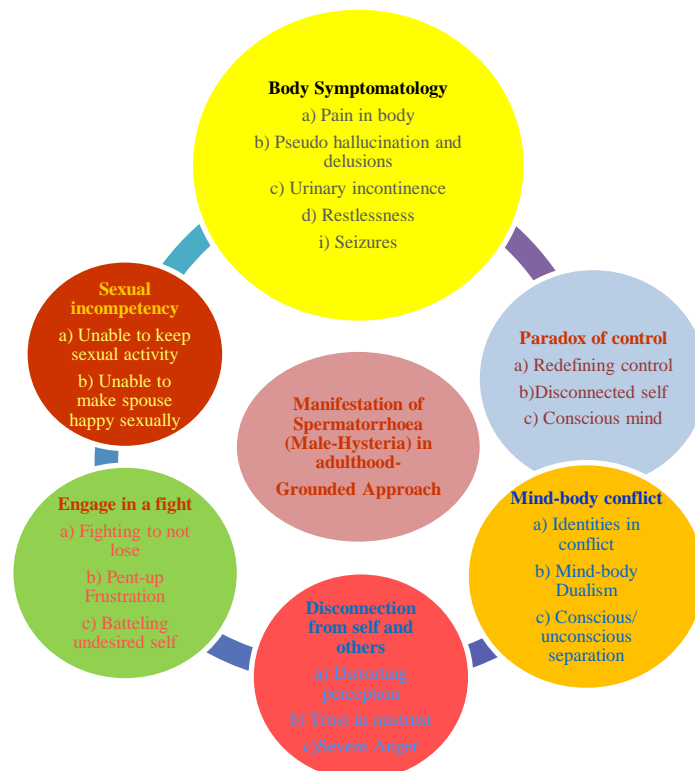 Body Symptomatology
a) Pain in body
b) Pseudo hallucination and
delusions
c) Urinary incontinence
d) Restlessness
i) Seizures
Paradox of control
a) Redefining control
b)Disconnected self
c) Conscious mind
Mind-body conflict
a) Identities in
conflict
b) Mind-body
Dualism
c) Conscious/
unconscious
separation
Disconnection
from self and
others
a) Distorting
perception
b) Trust in mistrust
c)Severe Anger
Engage in a fight
a) Fighting to not
lose
b) Pent-up
Frustration
c) Batteling
undesired self
Sexual
incompetency
a) Unable to keep
sexual activity
b) Unable to
make spouse
happy sexually
Manifestation of
Spermatorrhoea
(Male-Hysteria) in
adulthood-
Grounded Approach